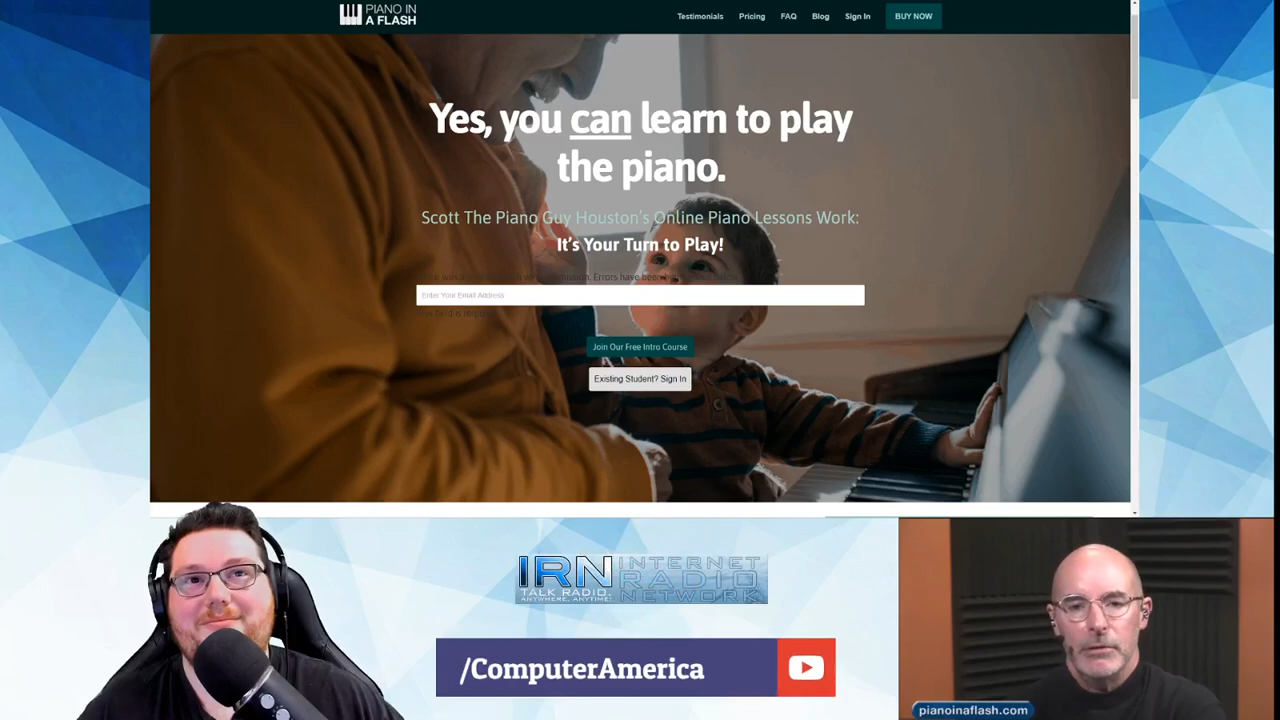 PIANO IN
A FLASH
Testimonials Pricing FAQ Blog Sign In BUY NOW
Yes, you can learn to play
the piano.
Scott The Piano Guy Houston's Online Piano Lessons Work:
It's Your Turn to Play!
Errors have been
Enter Your Email Address
Join Our Free Intro Course
Existing Student? Sign In
IRN INTERNET
RADIO
NETWORK
TALK RADIO.
ANYWHERE, ANYTIME!
/ComputerAmerica
pianoinaflash.com